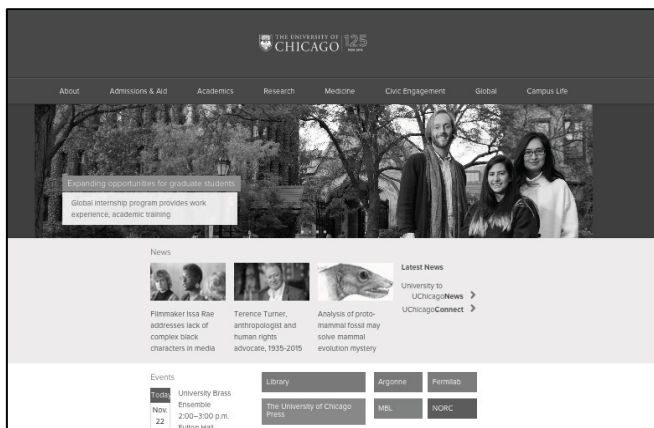 THE UNIVERSITY OF
CHICAGO
125
About Admissions & Aid Academics Research Medicine Civic Engagement Global Campus Life
Expanding opportunities for graduate students
Global internship program provides work
experience, academic training
News
Filmmaker Issa Rae
addresses lack of
complex black
characters in media
Terence Turner,
anthropologist and
human rights
advocate, 1935-2015
Analysis of proto-
mammal fossil may
solve mammal
evolution mystery
Latest News
University to
UChicagoNews
UChicagoConnect
Events
Today
Nov.
22
University Brass
Ensemble
2:00–3:00 p.m.
Fulton Hall
Library
Argonne
Fermilab
The University of Chicago
Press
MBL
NORC